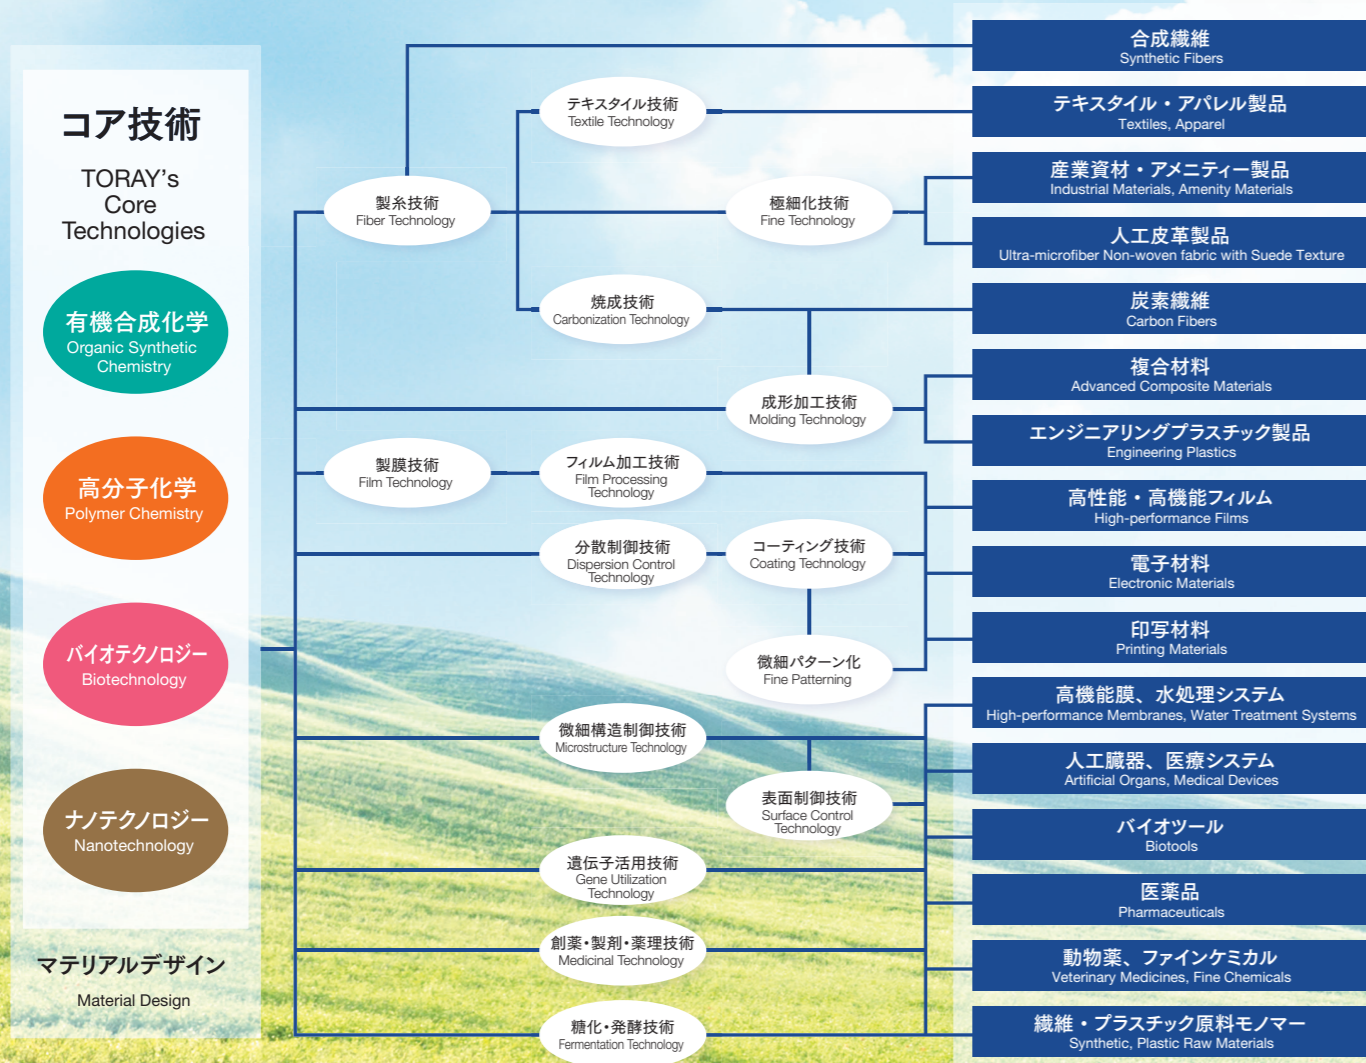 コア技術
TORAY's
Core
Technologies
有機合成化学
Organic Synthetic
Chemistry
高分子化学
Polymer Chemistry
バイオテクノロジー
Biotechnology
ナノテクノロジー
Nanotechnology
マテリアルデザイン
Material Design
製糸技術
Fiber Technology
製膜技術
Film Technology
テキスタイル技術
Textile Technology
焼成技術
Carbonization Technology
フィルム加工技術
Film Processing
Technology
分散制御技術
Dispersion Control
Technology
微細構造制御技術
Microstructure Technology
遺伝子活用技術
Gene Utilization
Technology
創薬・製剤・薬理技術
Medicinal Technology
糖化・発酵技術
Fermentation Technology
極細化技術
Fine Technology
成形加工技術
Molding Technology
コーティング技術
Coating Technology
微細パターン化
Fine Patterning
表面制御技術
Surface Control
Technology
合成繊維
Synthetic Fibers
テキスタイル・アパレル製品
Textiles, Apparel
産業資材・アメニティー製品
Industrial Materials, Amenity Materials
人工皮革製品
Ultra-microfiber Non-woven fabric with Suede Texture
炭素繊維
Carbon Fibers
複合材料
Advanced Composite Materials
エンジニアリングプラスチック製品
Engineering Plastics
高性能・高機能フィルム
High-performance Films
電子材料
Electronic Materials
印写材料
Printing Materials
高機能膜、水処理システム
High-performance Membranes, Water Treatment Systems
人工臓器、医療システム
Artificial Organs, Medical Devices
バイオツール
Biotools
医薬品
Pharmaceuticals
動物薬、ファインケミカル
Veterinary Medicines, Fine Chemicals
繊維・プラスチック原料モノマー
Synthetic, Plastic Raw Materials